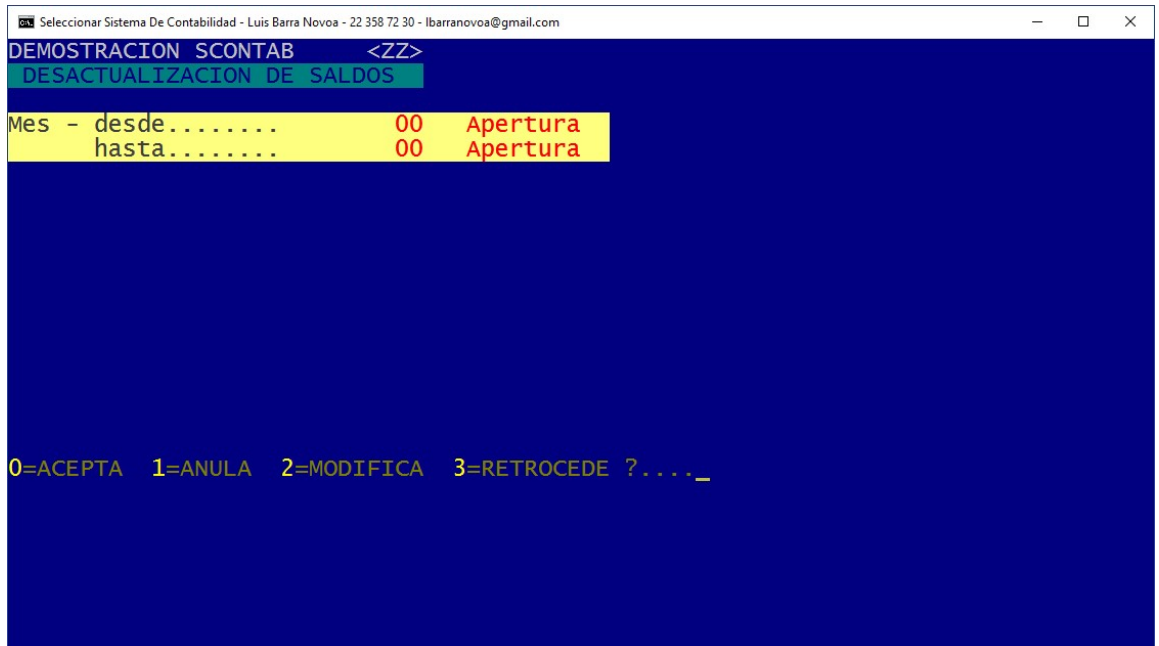 Seleccionar Sistema De Contabilidad - Luis Barra Novoa - 22 358 72 30 - lbarranovoa@gmail.com
DEMOSTRACION SCONTAB <ZZ>
DESACTUALIZACION DE SALDOS
Mes - desde........ 00 Apertura
hasta........ 00 Apertura
0=ACEPTA 1=ANULA 2=MODIFICA 3=RETROCEDE ?...._